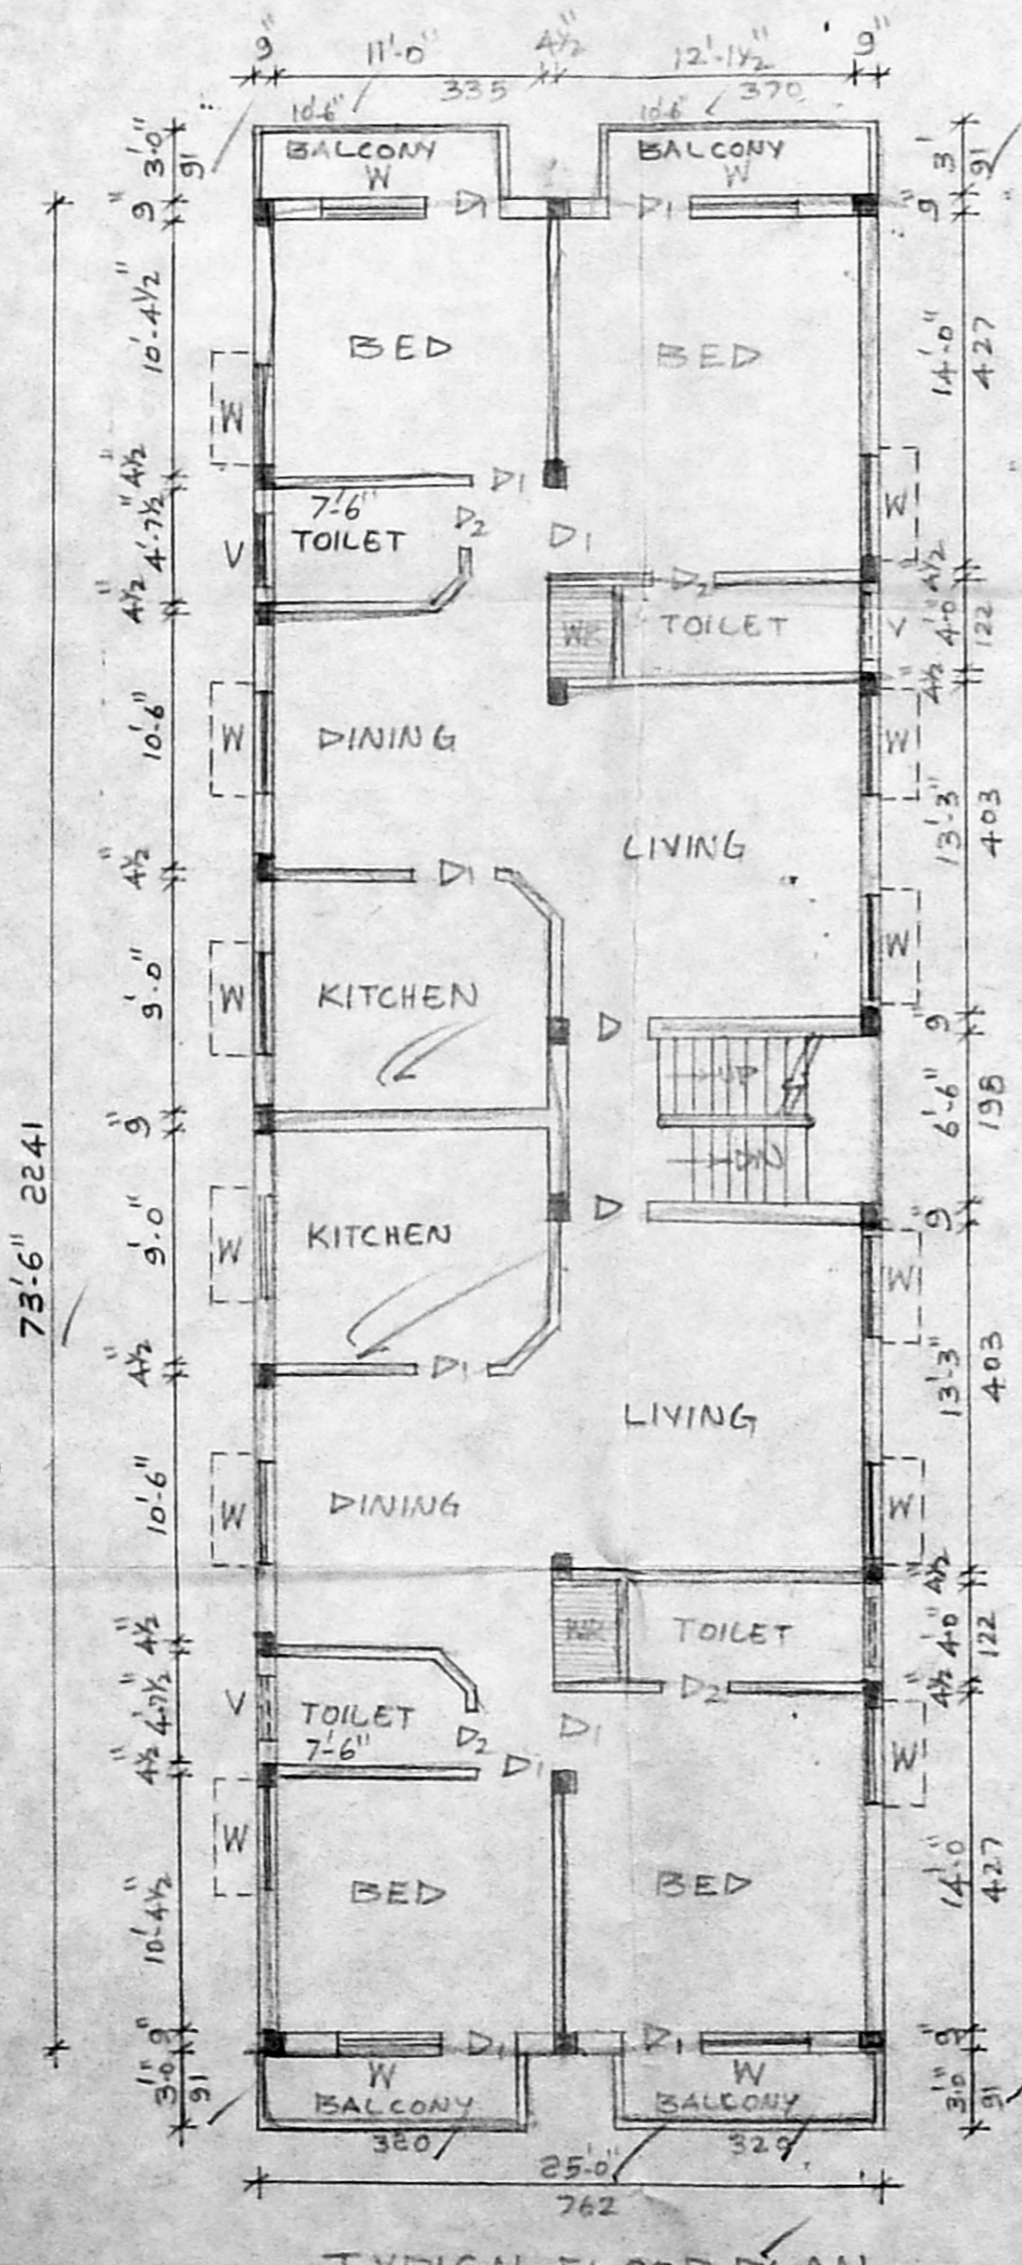 9" 11'-0" 4½" 12'-1½" 9"
335 370
10'-6" 10'-6"
3'-0" 91 BALCONY BALCONY 3' 91
W W
9" D1 D1 9"
10'-4½" 14'-0" 427
BED BED
W
4½" D1 W
7'-6"
4'-7½" V TOILET D2 D1
4½" D2 4½"
WR TOILET V 4'-0" 122
4½"
10'-6" W DINING W
LIVING 13'-3" 403
4½" D1
W
9'-0" W KITCHEN
D 9"
UP
6'-6" 198
9"
DN
9'-0" W KITCHEN D 9"
W
4½" D1
13'-3" 403
LIVING
73'-6" 2241
10'-6" W DINING W
4½"
WR TOILET 4'-0" 122
4½"
D2 4½"
4'-7½" V TOILET D2 D1
7'-6"
4½" D1 W
W
BED BED
10'-4½" 14'-0" 427
9" D1 D1 9"
W W
3'-0" 91 BALCONY BALCONY 3'-0" 91
320 320
25'-0"
762
TYPICAL FLOOR PLAN